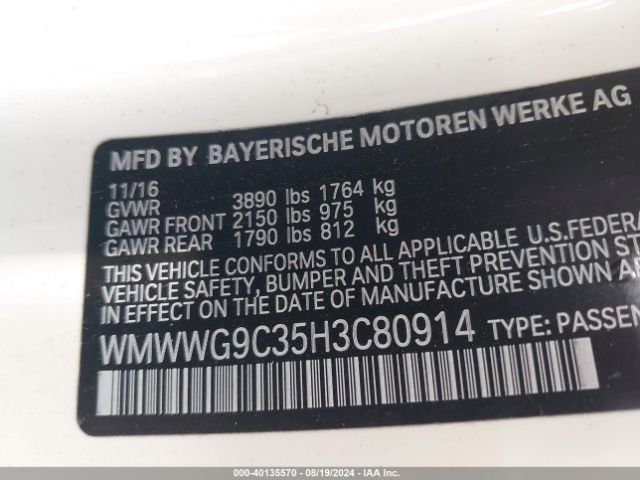 MFD BY BAYERISCHE MOTOREN WERKE AG
11/16
GVWR 3890 lbs 1764 kg
GAWR FRONT 2150 lbs 975 kg
GAWR REAR 1790 lbs 812 kg
THIS VEHICLE CONFORMS TO ALL APPLICABLE U.S.FEDERA
VEHICLE SAFETY, BUMPER AND THEFT PREVENTION ST
IN EFFECT ON THE DATE OF MANUFACTURE SHOWN A
WMWWG9C35H3C80914 TYPE: PASSEN
000-40135570 - 08/19/2024 - IAA Inc.